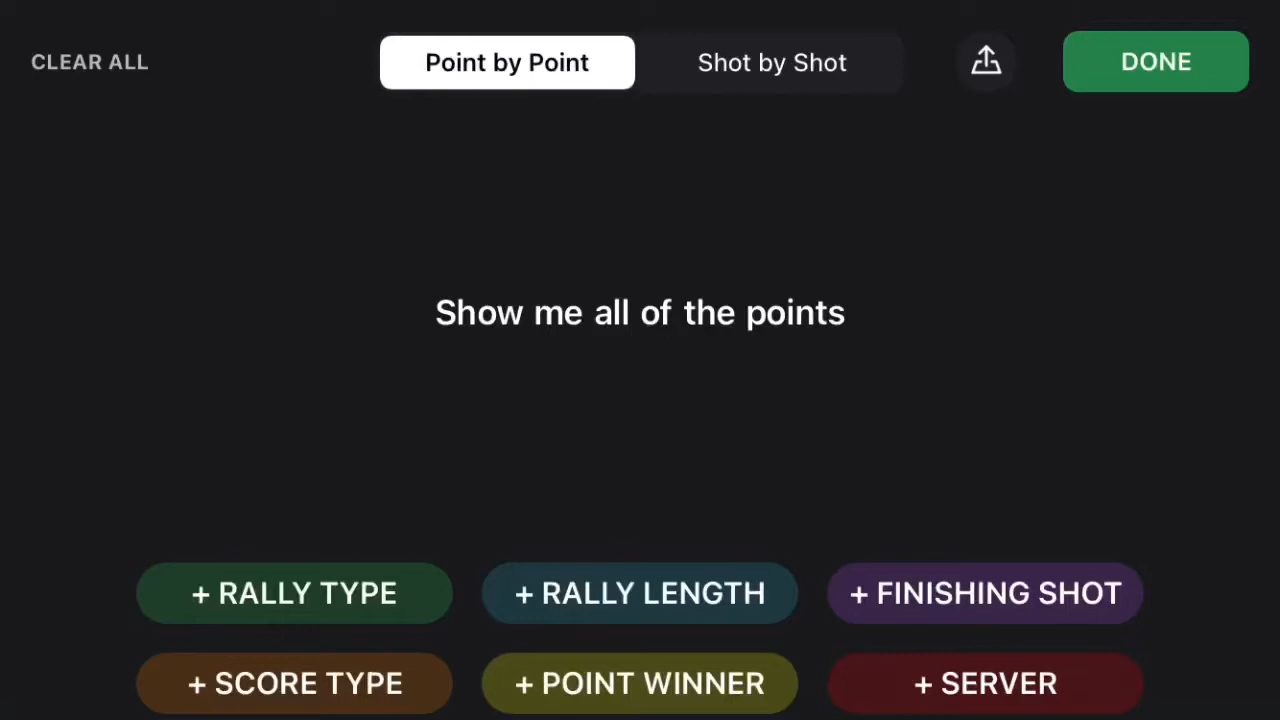 CLEAR ALL
Point by Point
Shot by Shot
DONE
Show me all of the points
+ RALLY TYPE
+ RALLY LENGTH
+ FINISHING SHOT
+ SCORE TYPE
+ POINT WINNER
+ SERVER